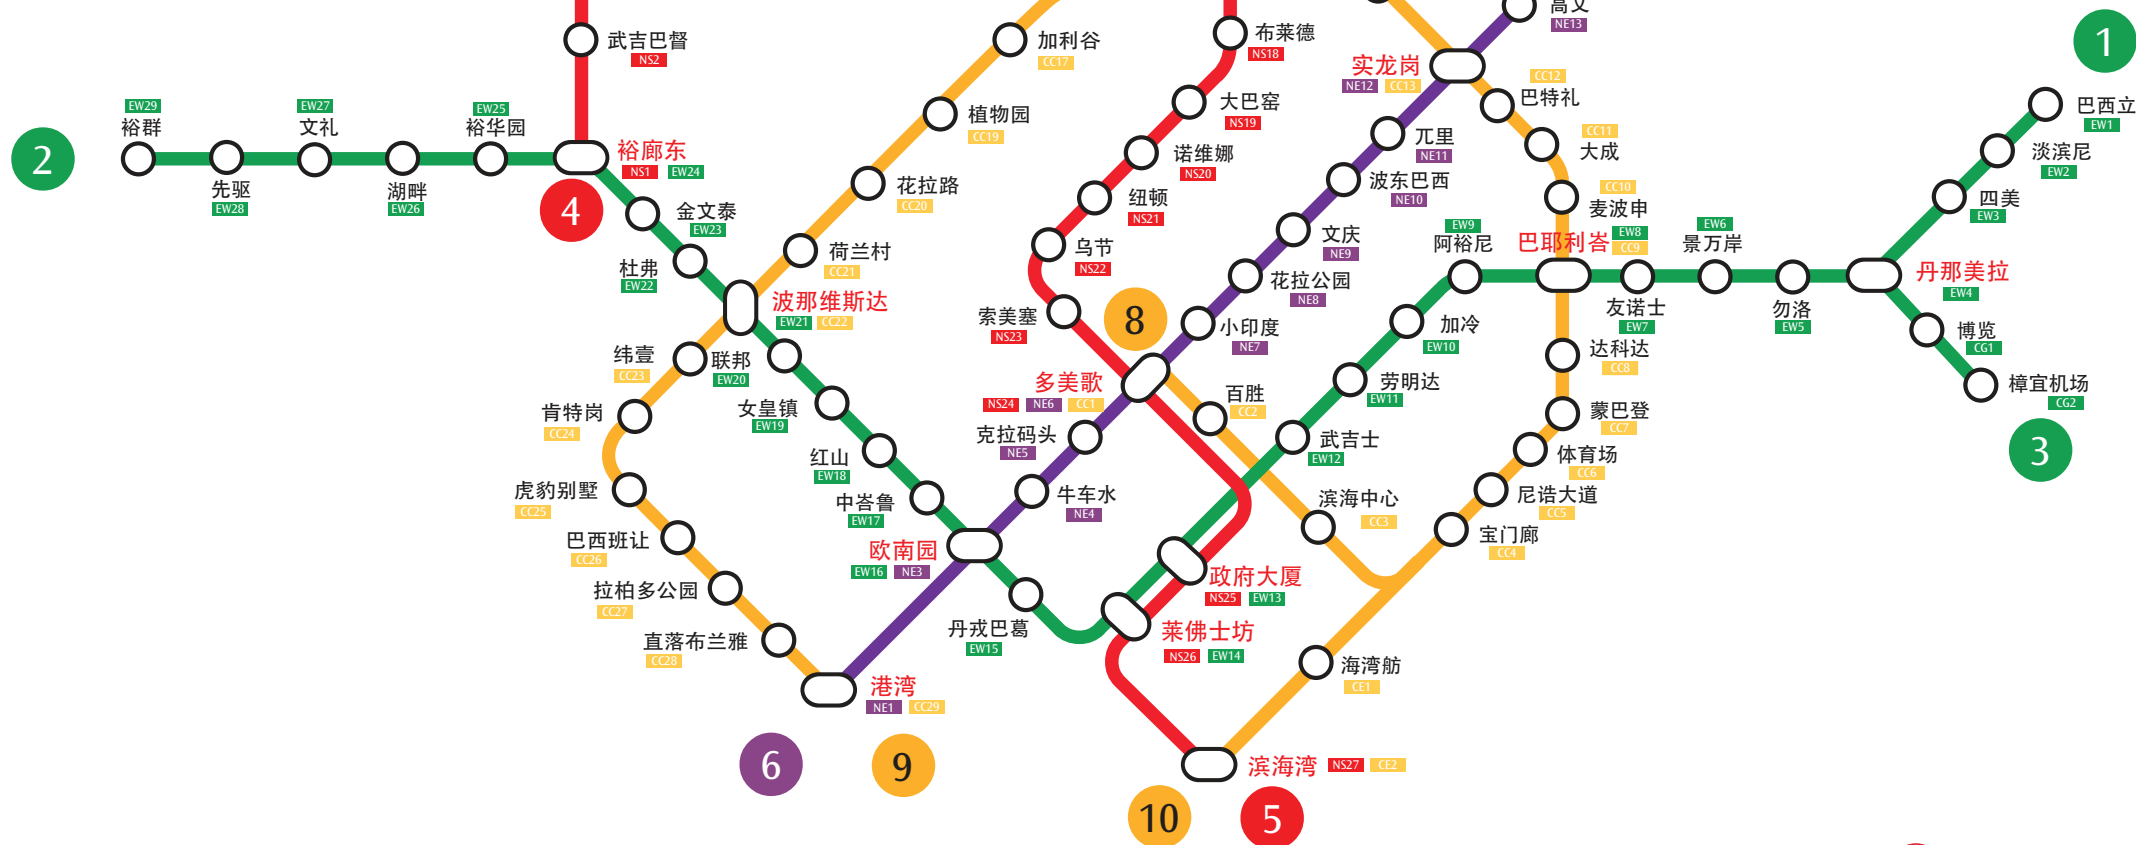 武吉巴督
NS2
加利谷
CC17
布莱德
NS18
高文
NE13
1
实龙岗
NE12 CC13
CC12
巴特礼
EW29
裕群
EW27
文礼
EW25
裕华园
植物园
CC19
大巴窑
NS19
巴西立
EW1
2
裕廊东
NS1 EW24
兀里
NE11
CC11
大成
诺维娜
NS20
淡滨尼
EW2
先驱
EW28
湖畔
EW26
4
花拉路
CC20
波东巴西
NE10
纽顿
NS21
CC10
麦波申
四美
EW3
金文泰
EW23
EW9
阿裕尼
巴耶利峇
EW8
CC9
EW6
景万岸
文庆
NE9
乌节
NS22
荷兰村
CC21
杜弗
EW22
花拉公园
NE8
丹那美拉
EW4
波那维斯达
EW21 CC22
友诺士
EW7
勿洛
EW5
索美塞
NS23
8
小印度
NE7
加冷
EW10
博览
CG1
纬壹
CC23
联邦
EW20
达科达
CC8
多美歌
NS24 NE6 CC1
百胜
CC2
劳明达
EW11
樟宜机场
CG2
肯特岗
CC24
女皇镇
EW19
蒙巴登
CC7
克拉码头
NE5
武吉士
EW12
3
红山
EW18
体育场
CC6
虎豹别墅
CC25
中峇鲁
EW17
牛车水
NE4
滨海中心
CC3
尼诰大道
CC5
巴西班让
CC26
欧南园
EW16 NE3
宝门廊
CC4
拉柏多公园
CC27
政府大厦
NS25 EW13
直落布兰雅
CC28
丹戎巴葛
EW15
莱佛士坊
NS26 EW14
海湾舫
CE1
港湾
NE1 CC29
6
9
滨海湾 NS27 CE2
10
5